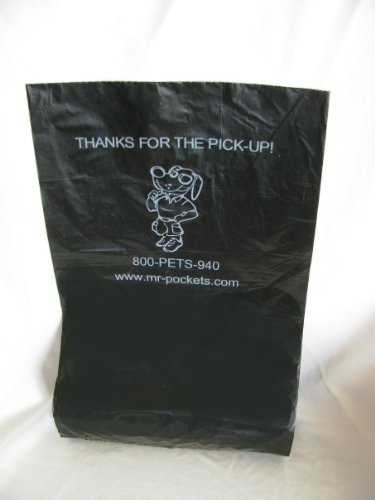 THANKS FOR THE PICK-UP!
800-PETS-940
www.mr-pockets.com